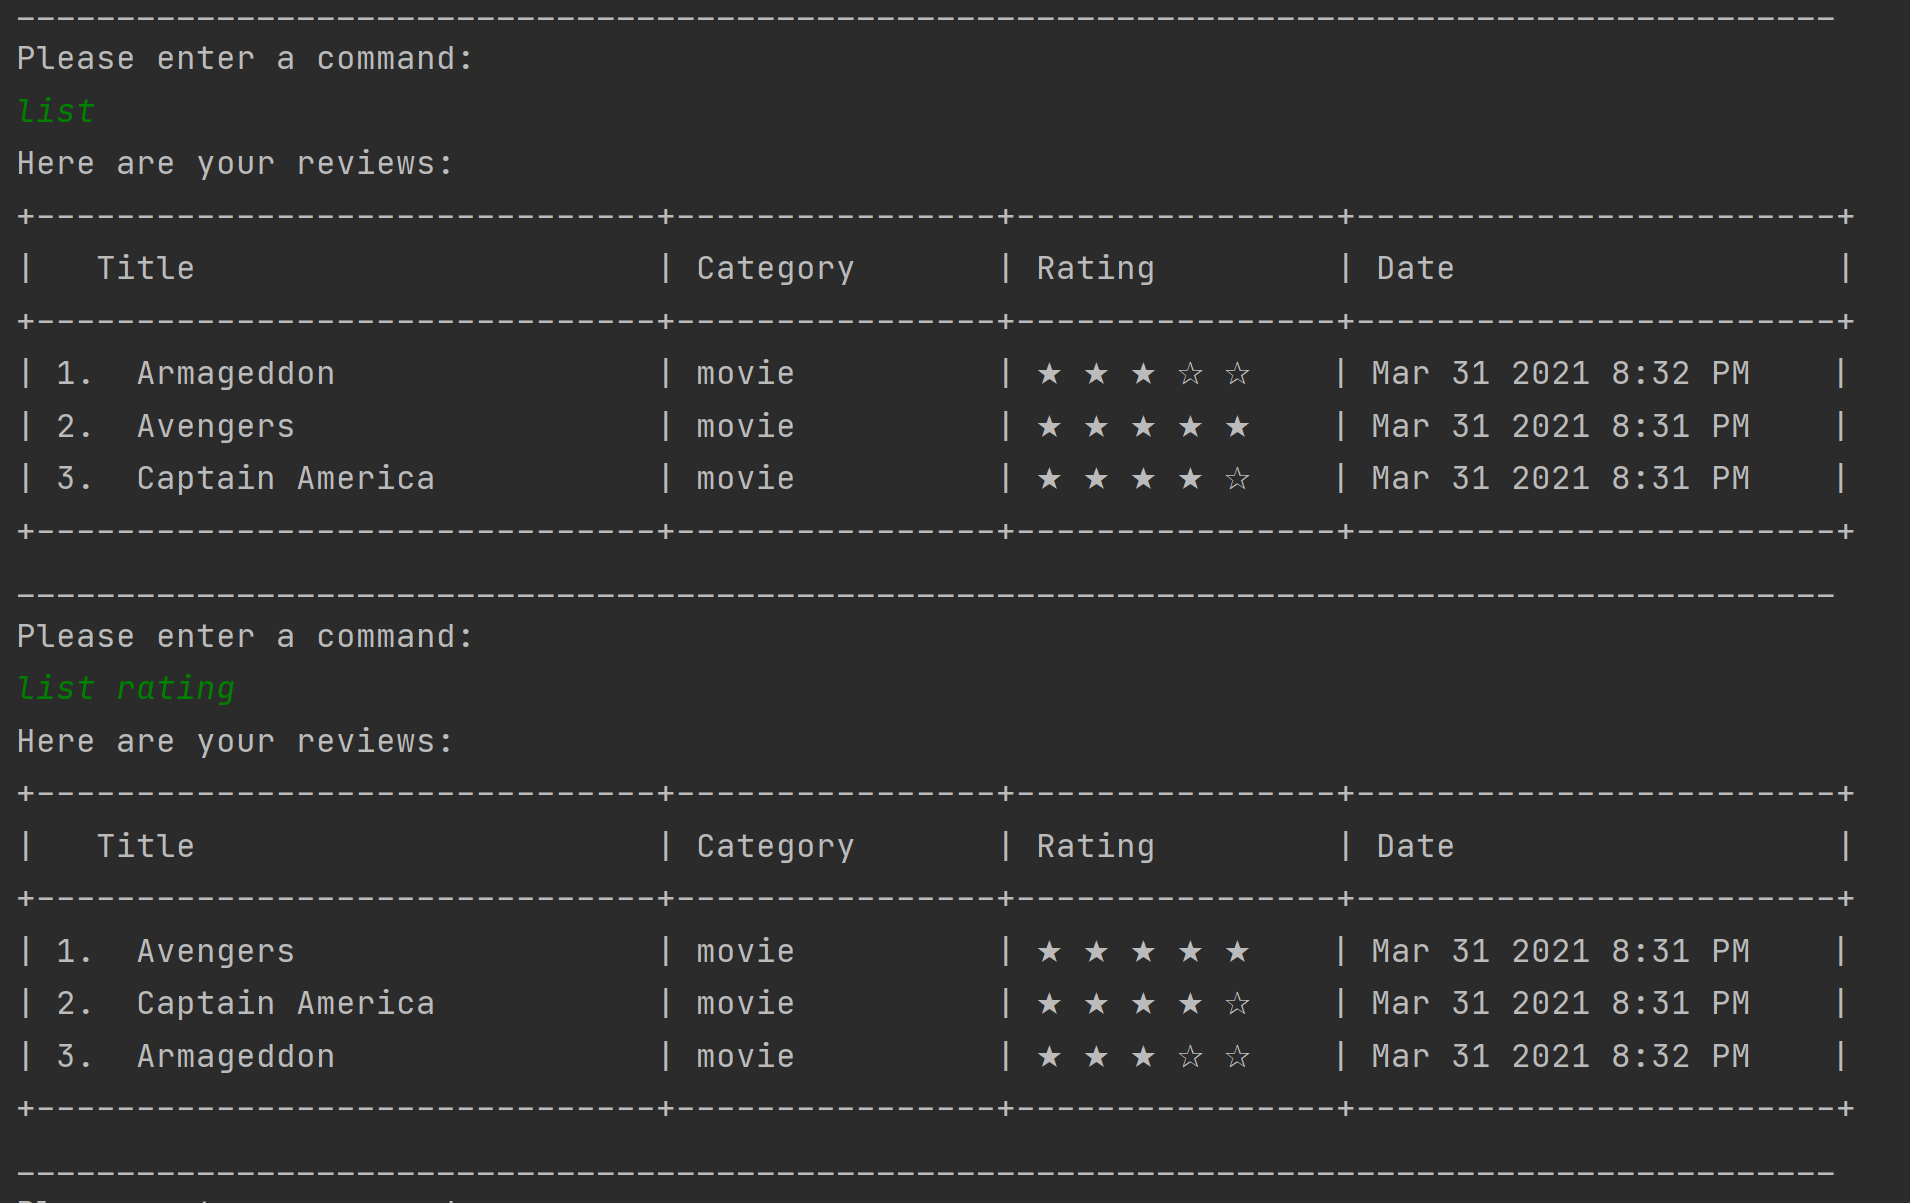 -------------------------------------------------------------------------------------------
Please enter a command:
list
Here are your reviews:
+-------------------------------+----------------+----------------+------------------------+
|   Title                       | Category       | Rating         | Date                   |
+-------------------------------+----------------+----------------+------------------------+
| 1.  Armageddon                | movie          | ★ ★ ★ ☆ ☆    | Mar 31 2021 8:32 PM    |
| 2.  Avengers                  | movie          | ★ ★ ★ ★ ★    | Mar 31 2021 8:31 PM    |
| 3.  Captain America           | movie          | ★ ★ ★ ★ ☆    | Mar 31 2021 8:31 PM    |
+-------------------------------+----------------+----------------+------------------------+
-------------------------------------------------------------------------------------------
Please enter a command:
list rating
Here are your reviews:
+-------------------------------+----------------+----------------+------------------------+
|   Title                       | Category       | Rating         | Date                   |
+-------------------------------+----------------+----------------+------------------------+
| 1.  Avengers                  | movie          | ★ ★ ★ ★ ★    | Mar 31 2021 8:31 PM    |
| 2.  Captain America           | movie          | ★ ★ ★ ★ ☆    | Mar 31 2021 8:31 PM    |
| 3.  Armageddon                | movie          | ★ ★ ★ ☆ ☆    | Mar 31 2021 8:32 PM    |
+-------------------------------+----------------+----------------+------------------------+
-------------------------------------------------------------------------------------------